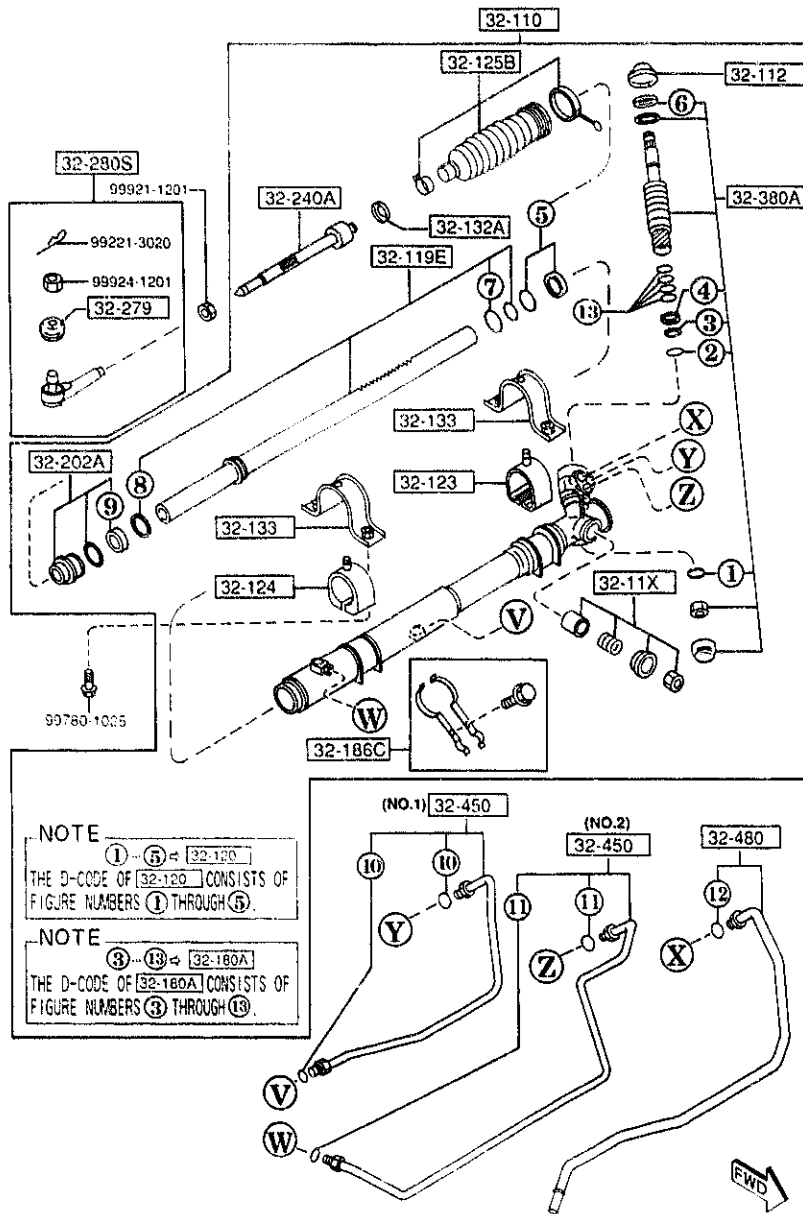 32-110
32-125B
32-112
6
32-280S
99921-1201
32-240A
32-380A
99221-3020
32-132A
5
32-119E
99924-1201
7
4
32-279
13
3
2
32-133
X
32-202A
8
32-123
Y
9
32-133
Z
32-124
1
32-11X
V
W
99780-1025
32-186C
(NO.1) 32-450
(NO.2)
32-450
32-480
NOTE
1 - 5 ⇨ 32-120
THE D-CODE OF 32-120 CONSISTS OF
FIGURE NUMBERS 1 THROUGH 5.
10
10
11
11
12
Y
Z
X
NOTE
3 - 13 ⇨ 32-180A
THE D-CODE OF 32-180A CONSISTS OF
FIGURE NUMBERS 3 THROUGH 13.
V
W
FWD